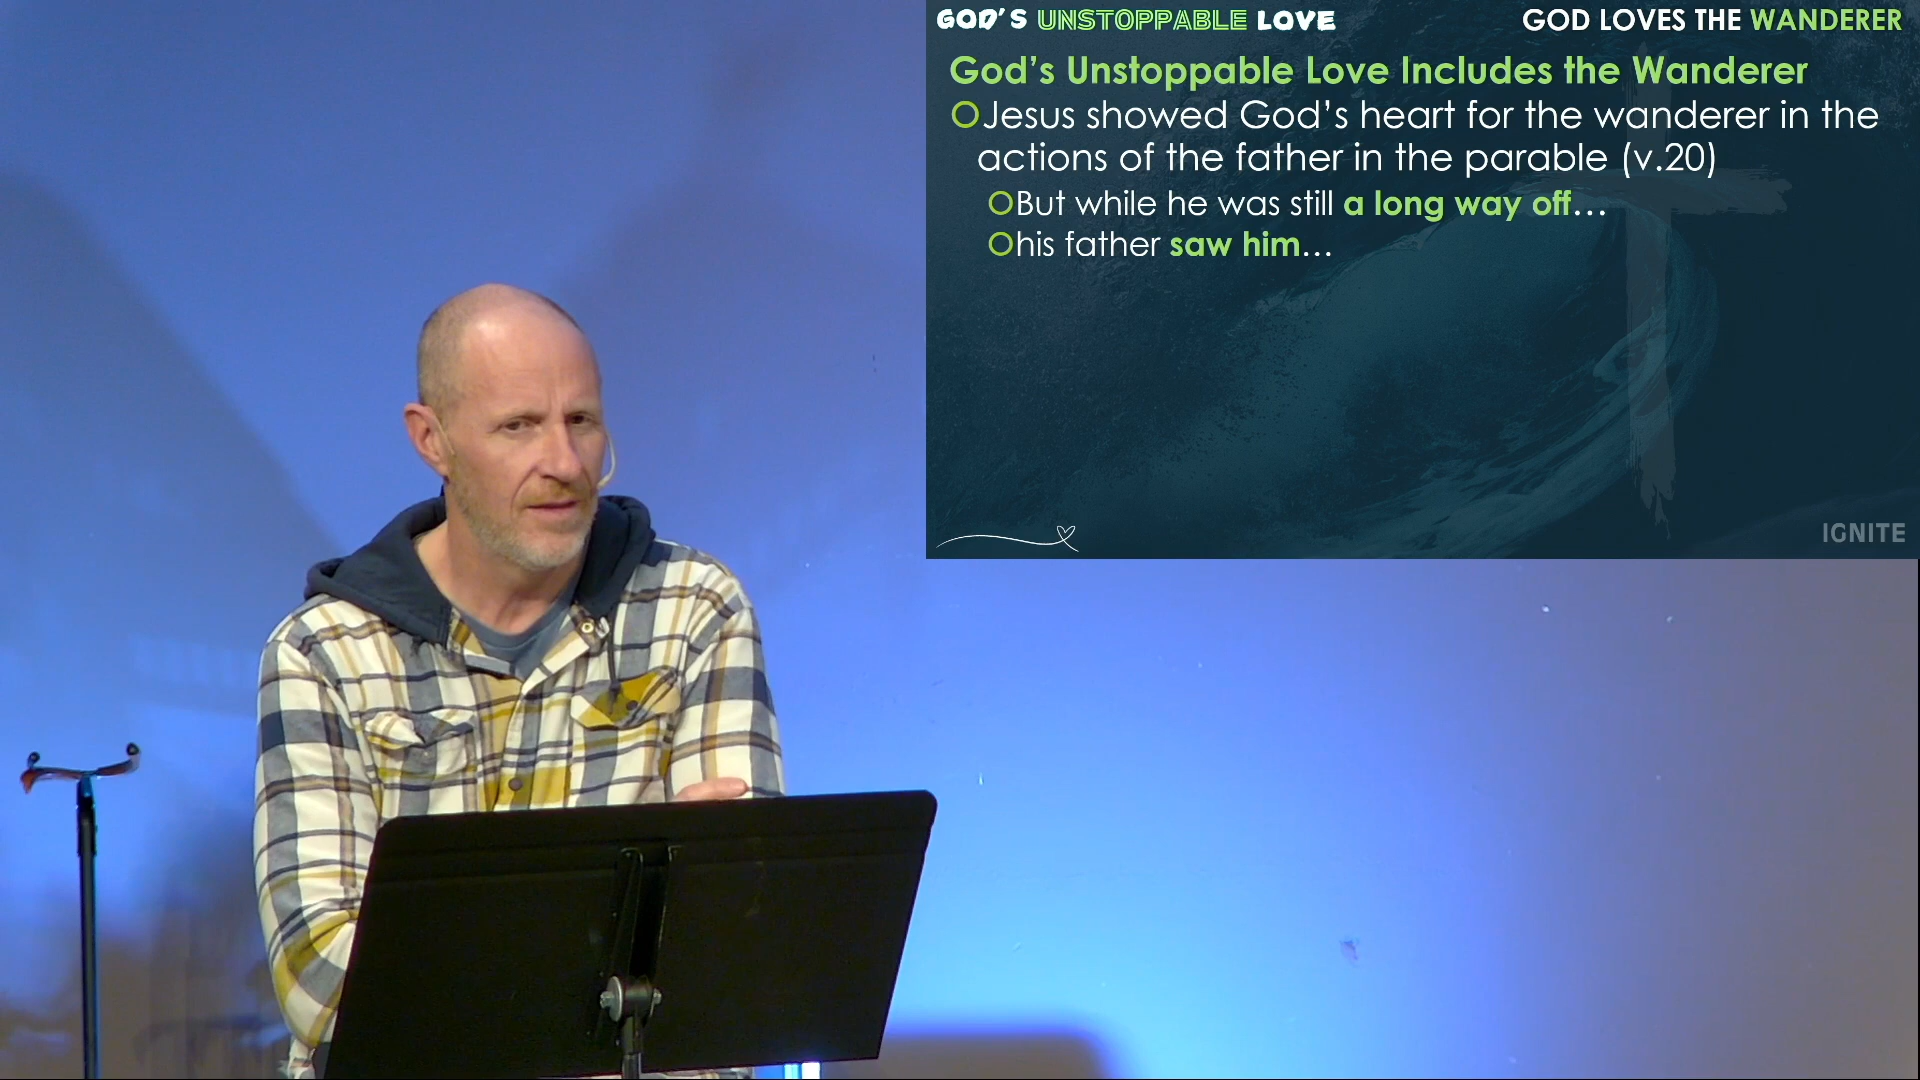 GOD'S UNSTOPPABLE LOVE
GOD LOVES THE WANDERER
God's Unstoppable Love Includes the Wanderer
Jesus showed God's heart for the wanderer in the
actions of the father in the parable (v.20)
But while he was still a long way off…
his father saw him…
IGNITE